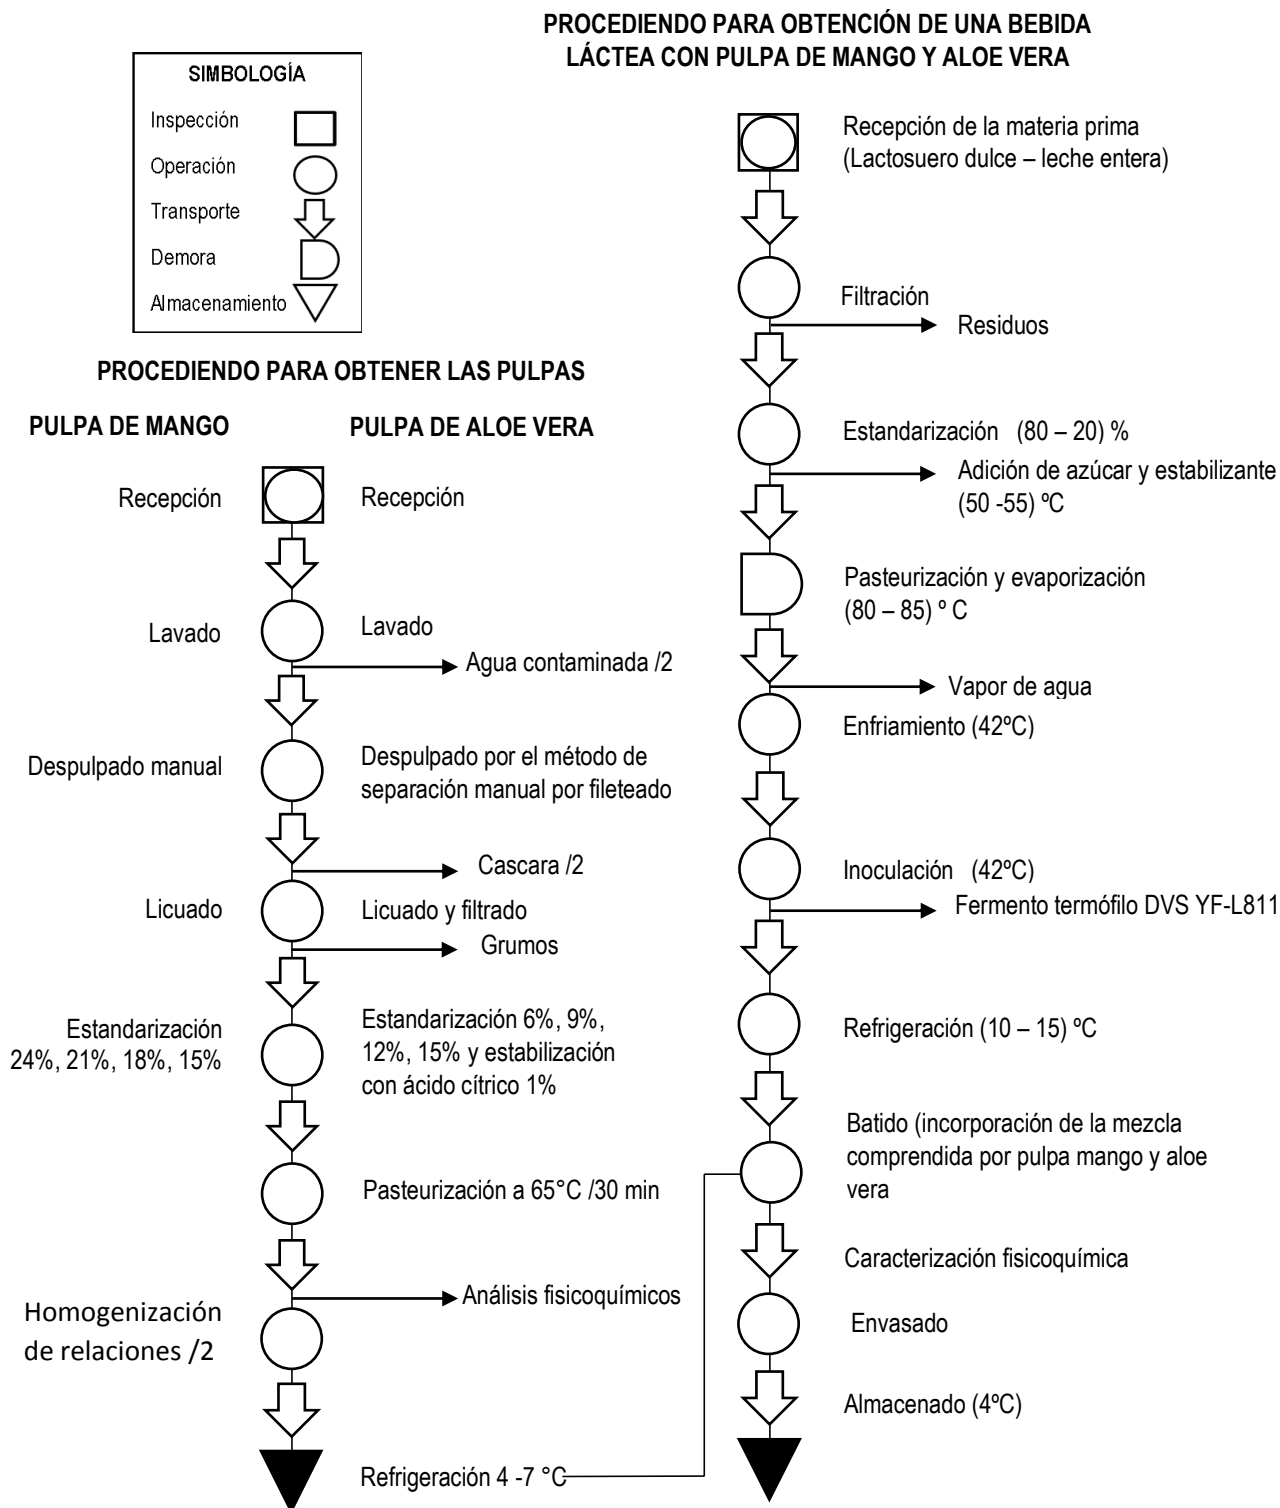 PROCEDIENDO PARA OBTENCIÓN DE UNA BEBIDA
LÁCTEA CON PULPA DE MANGO Y ALOE VERA
SIMBOLOGÍA
Inspección
Operación
Transporte
Demora
Almacenamiento
PROCEDIENDO PARA OBTENER LAS PULPAS
PULPA DE MANGO
PULPA DE ALOE VERA
Recepción
Recepción
Lavado
Lavado
Agua contaminada /2
Despulpado manual
Despulpado por el método de
separación manual por fileteado
Cascara /2
Licuado
Licuado y filtrado
Grumos
Estandarización
24%, 21%, 18%, 15%
Estandarización 6%, 9%,
12%, 15% y estabilización
con ácido cítrico 1%
Pasteurización a 65°C /30 min
Análisis fisicoquímicos
Homogenización
de relaciones /2
Refrigeración 4 -7 °C
Recepción de la materia prima
(Lactosuero dulce – leche entera)
Filtración
Residuos
Estandarización (80 – 20) %
Adición de azúcar y estabilizante
(50 -55) ºC
Pasteurización y evaporización
(80 – 85) º C
Vapor de agua
Enfriamiento (42ºC)
Inoculación (42ºC)
Fermento termófilo DVS YF-L811
Refrigeración (10 – 15) ºC
Batido (incorporación de la mezcla
comprendida por pulpa mango y aloe
vera
Caracterización fisicoquímica
Envasado
Almacenado (4ºC)